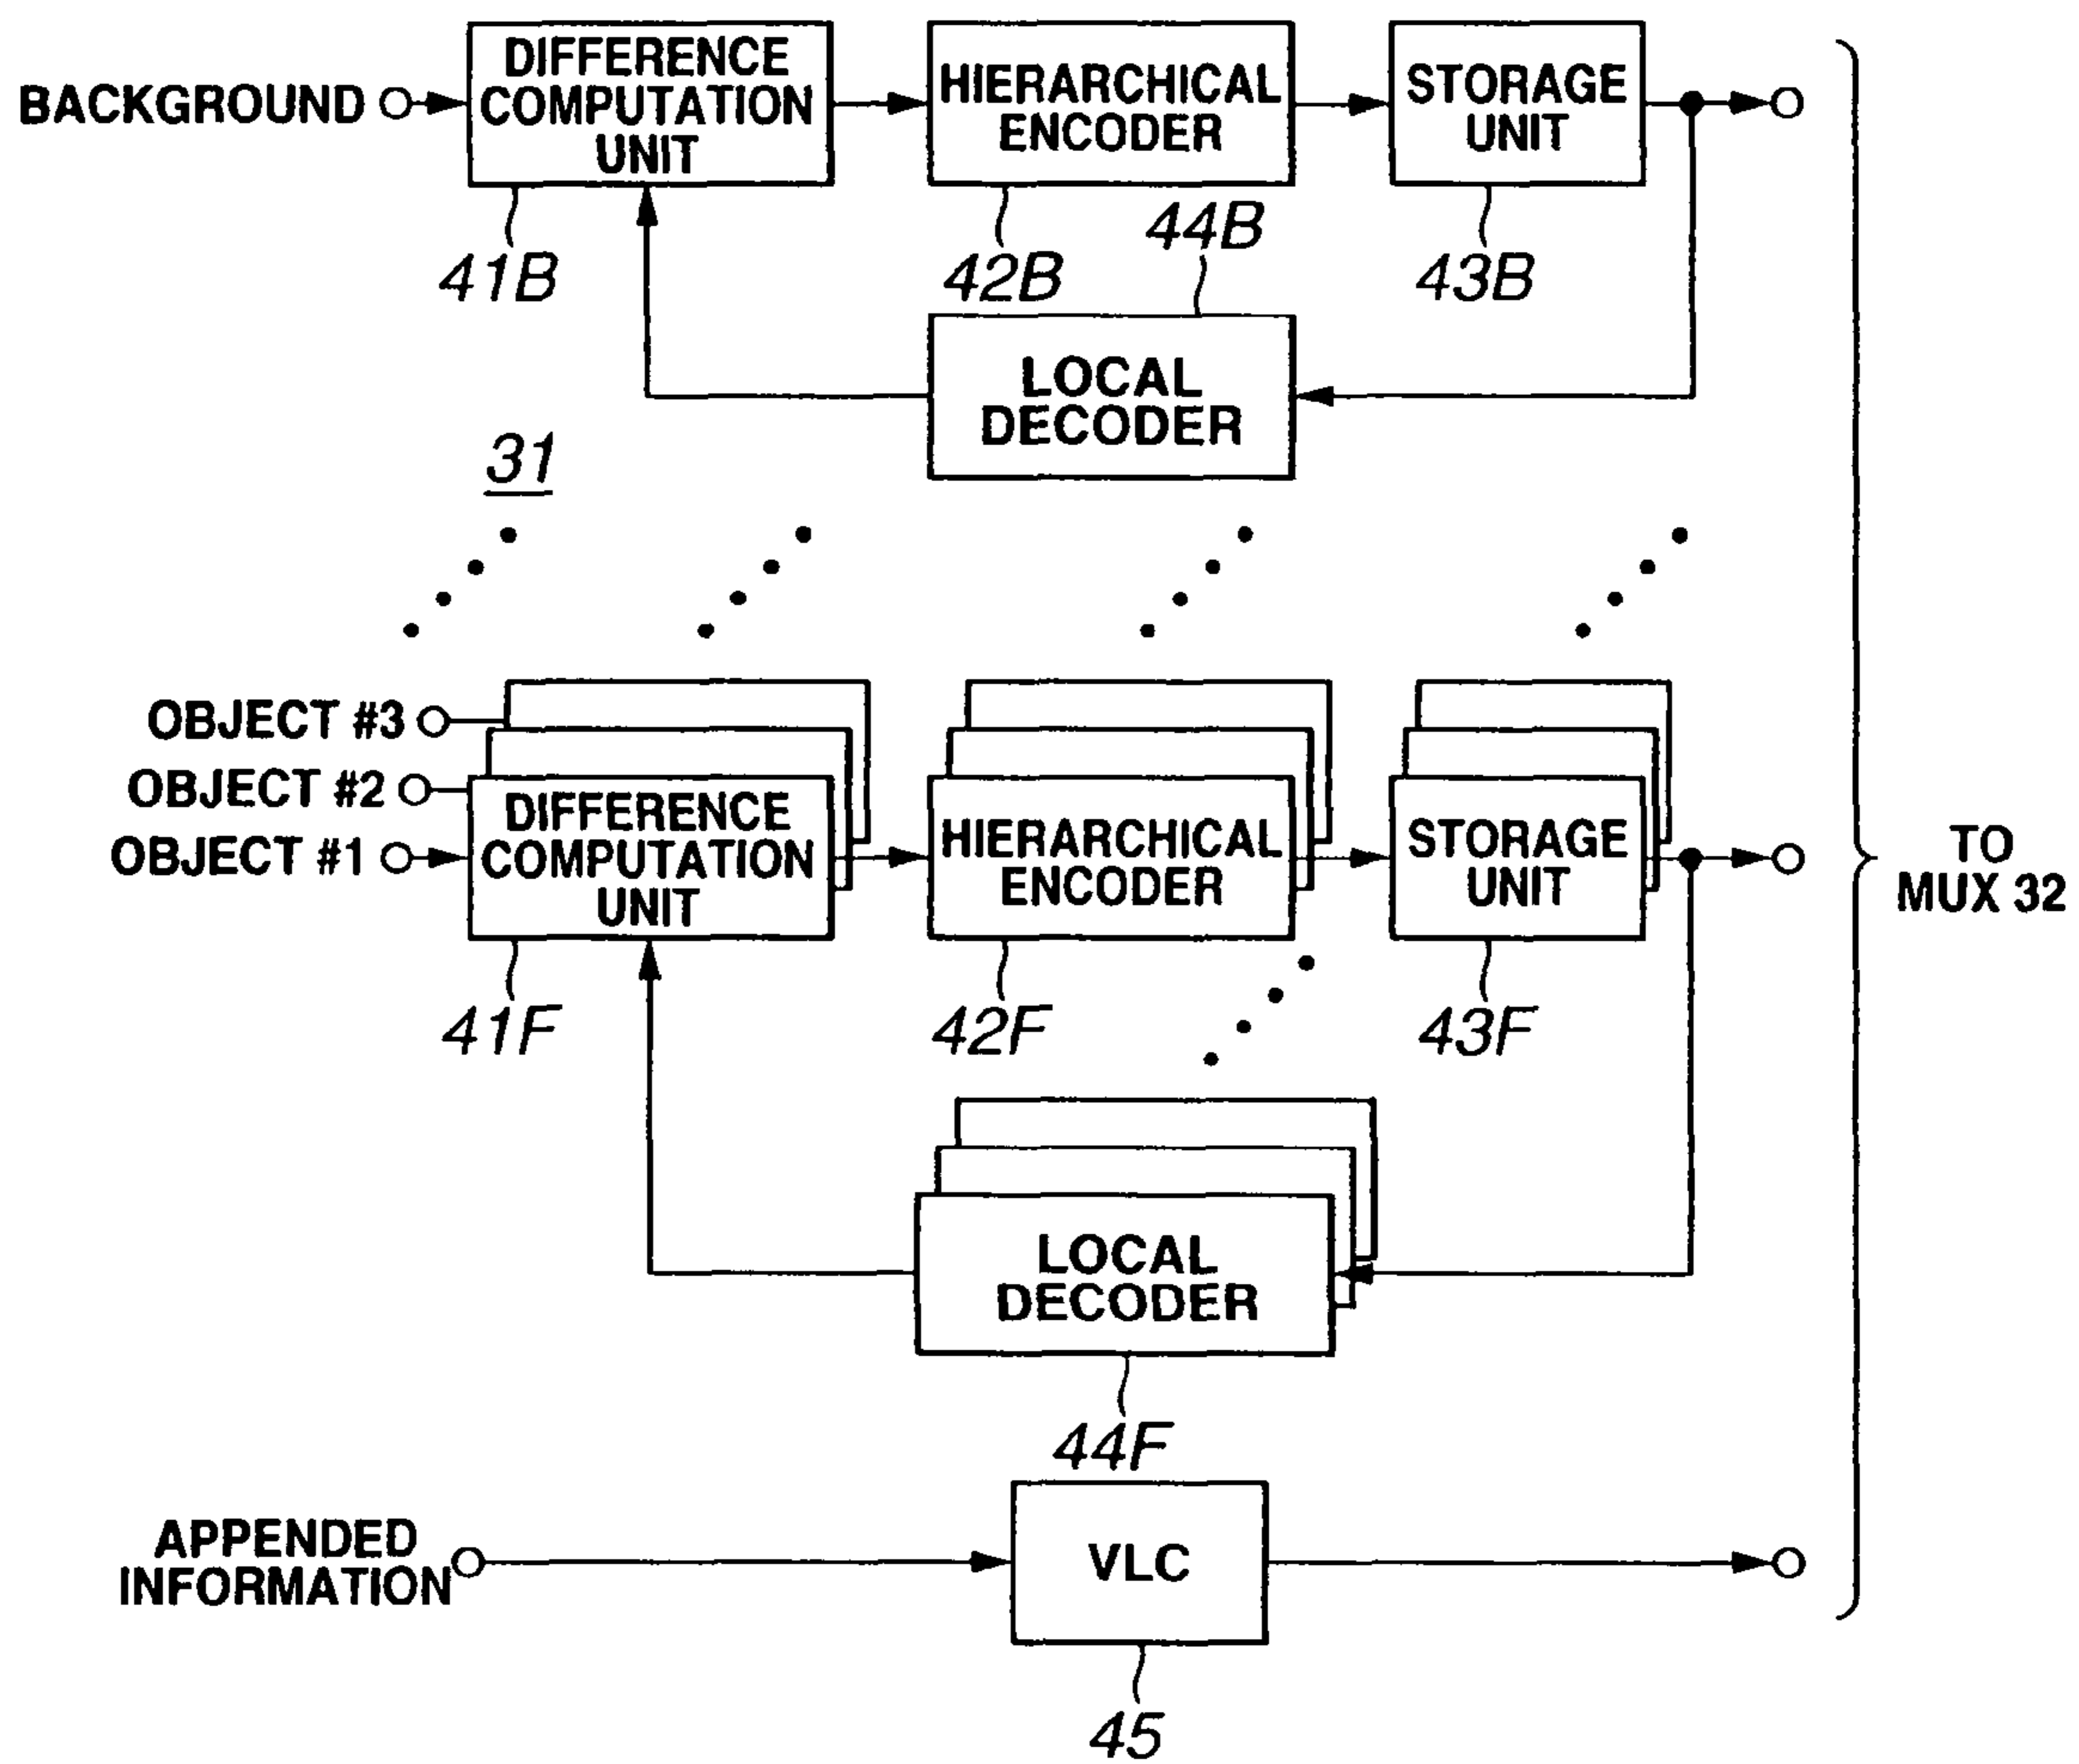 BACKGROUND
DIFFERENCE
COMPUTATION
UNIT
HIERARCHICAL
ENCODER
STORAGE
UNIT
41B
42B
44B
43B
LOCAL
DECODER
31
OBJECT #3
OBJECT #2
OBJECT #1
DIFFERENCE
COMPUTATION
UNIT
HIERARCHICAL
ENCODER
STORAGE
UNIT
TO
MUX 32
41F
42F
43F
LOCAL
DECODER
44F
APPENDED
INFORMATION
VLC
45